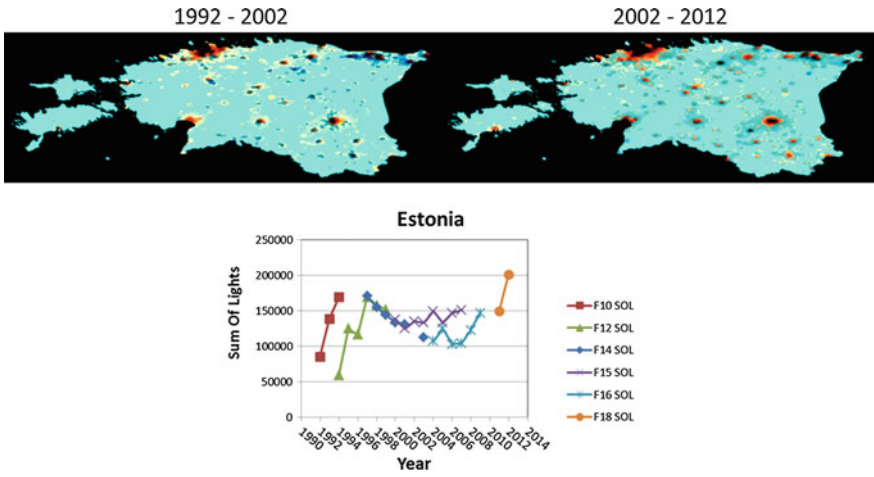 1992 - 2002
2002 - 2012
Estonia
250000
200000
150000
100000
50000
0
Sum Of Lights
1990
1992
1994
1996
1998
2000
2002
2004
2006
2008
2010
2012
2014
Year
F10 SOL
F12 SOL
F14 SOL
F15 SOL
F16 SOL
F18 SOL